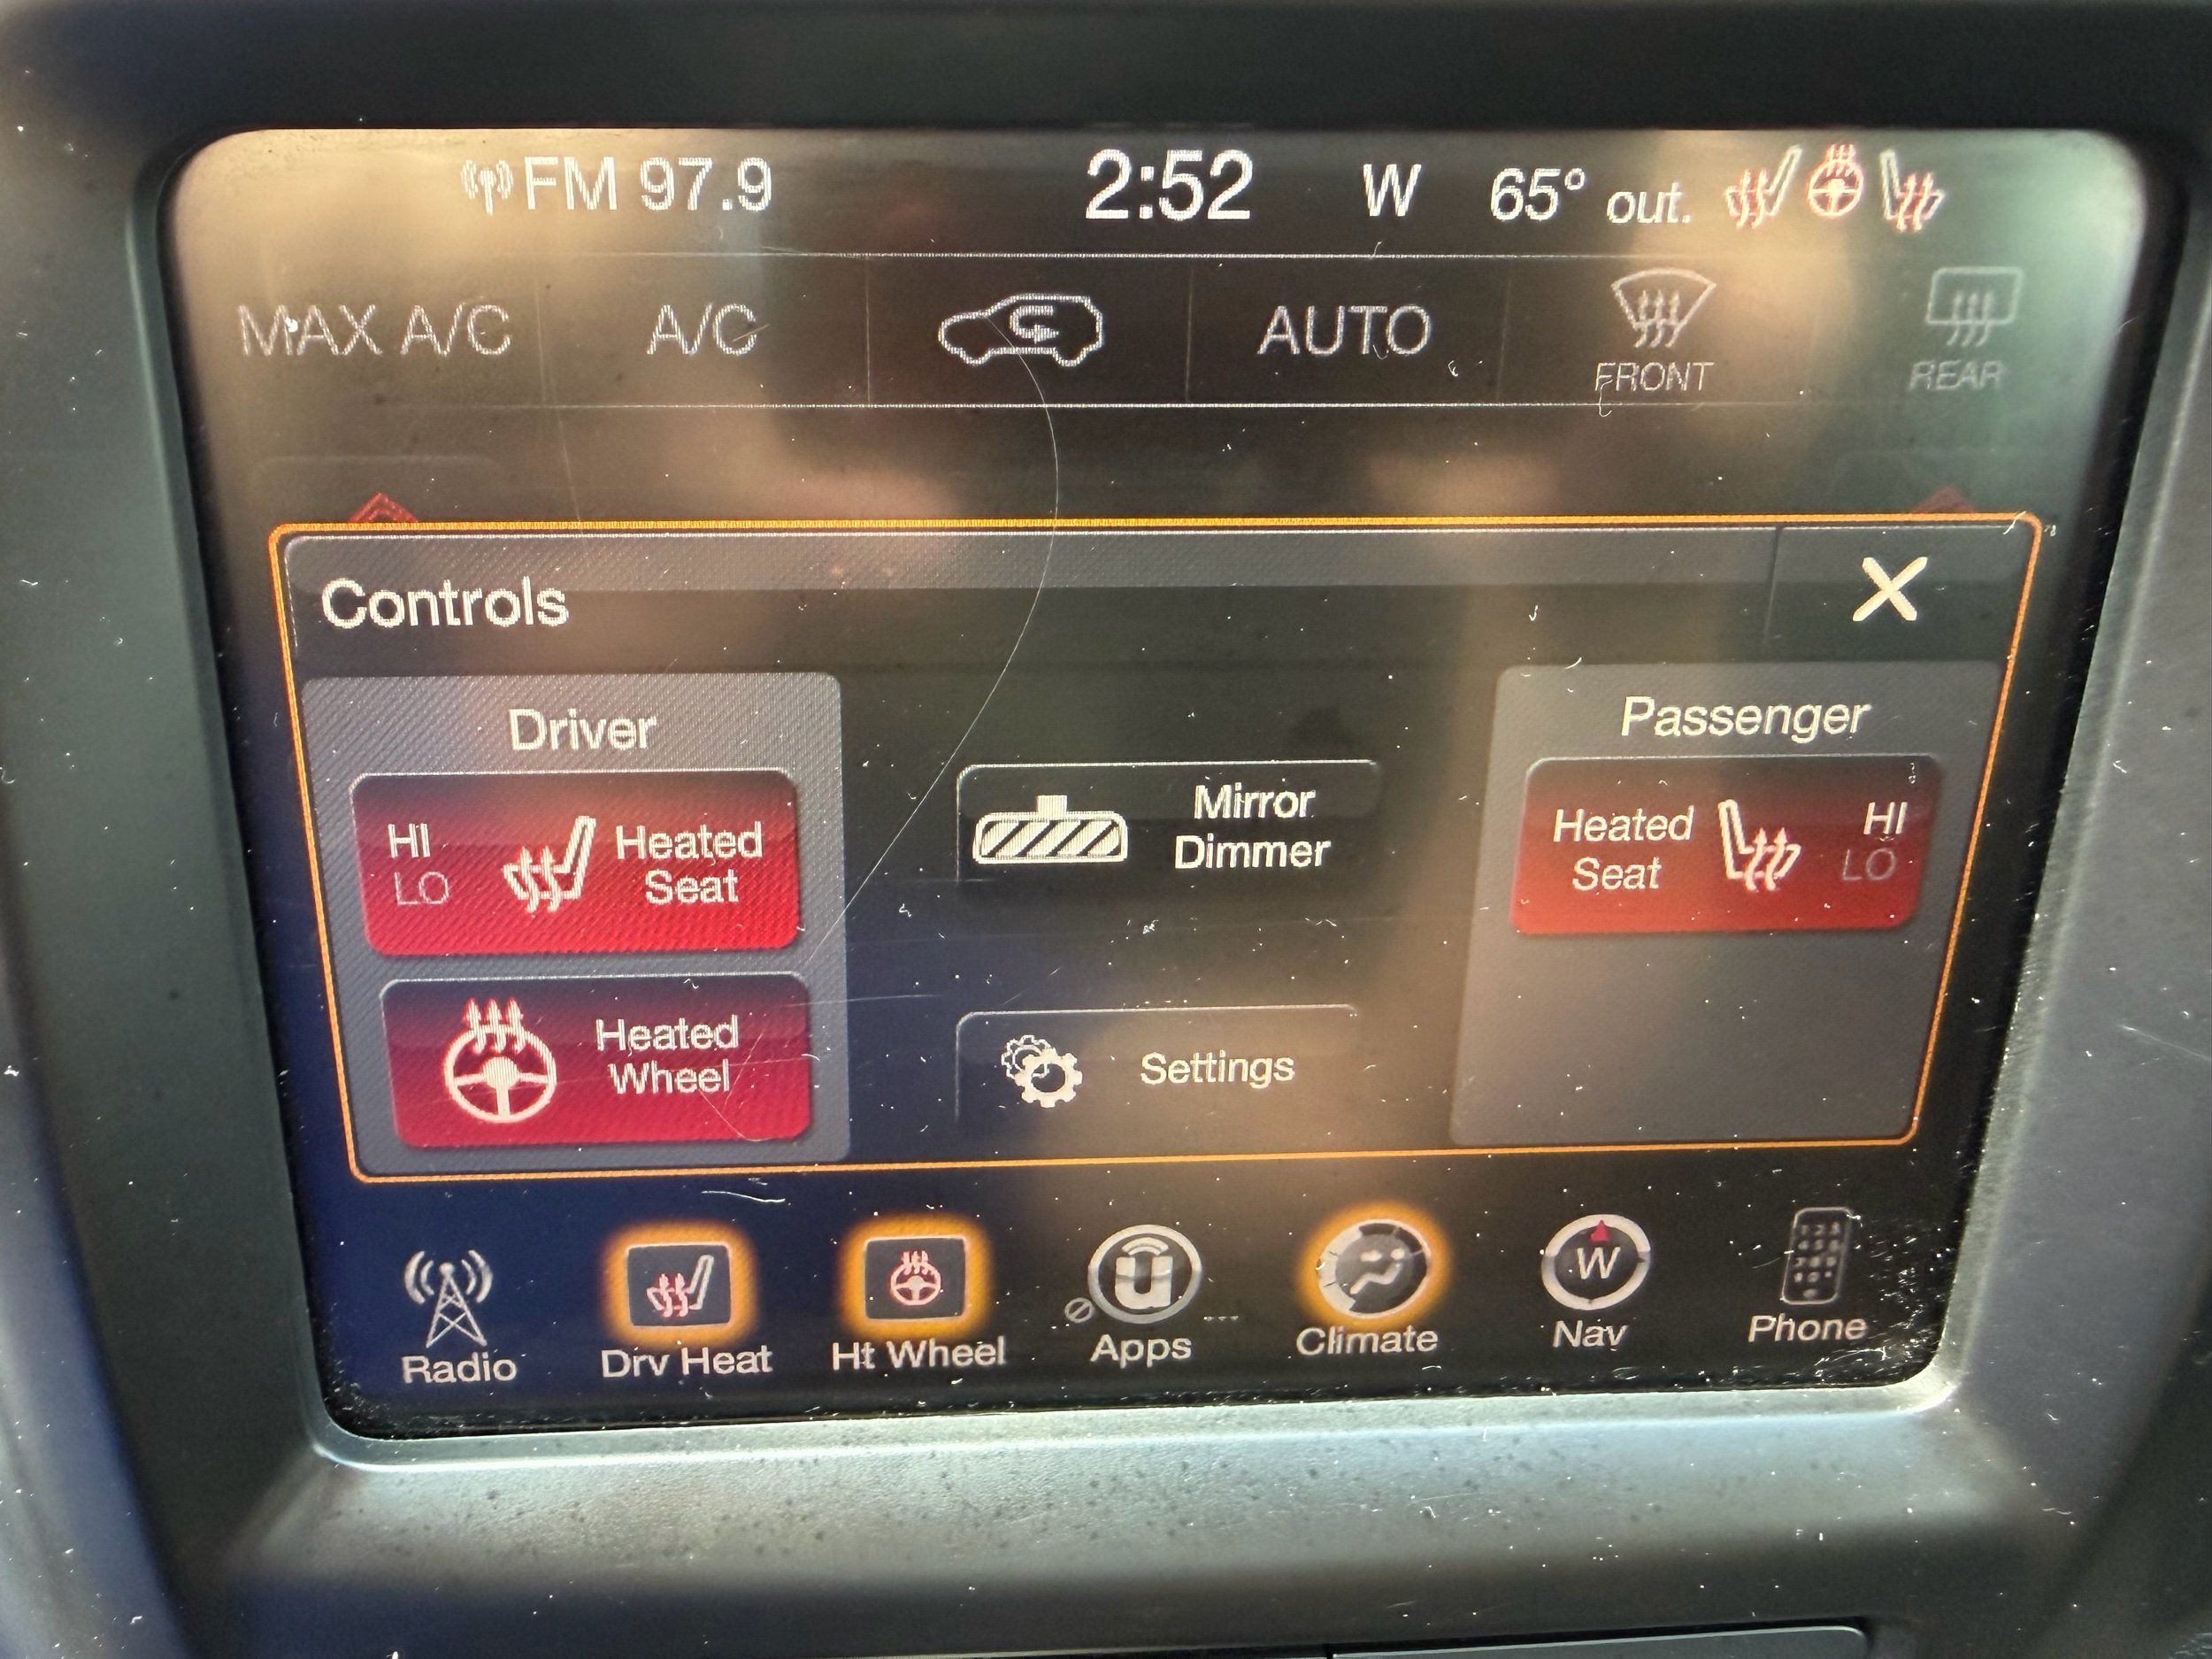 FM 97.9 2:52 W 65° out.
MAX A/C A/C AUTO FRONT REAR
Controls X
Driver
HI
LO
Heated
Seat
Heated
Wheel
Mirror
Dimmer
Settings
Passenger
Heated
Seat
HI
LO
Radio Drv Heat Ht Wheel Apps Climate W Nav Phone